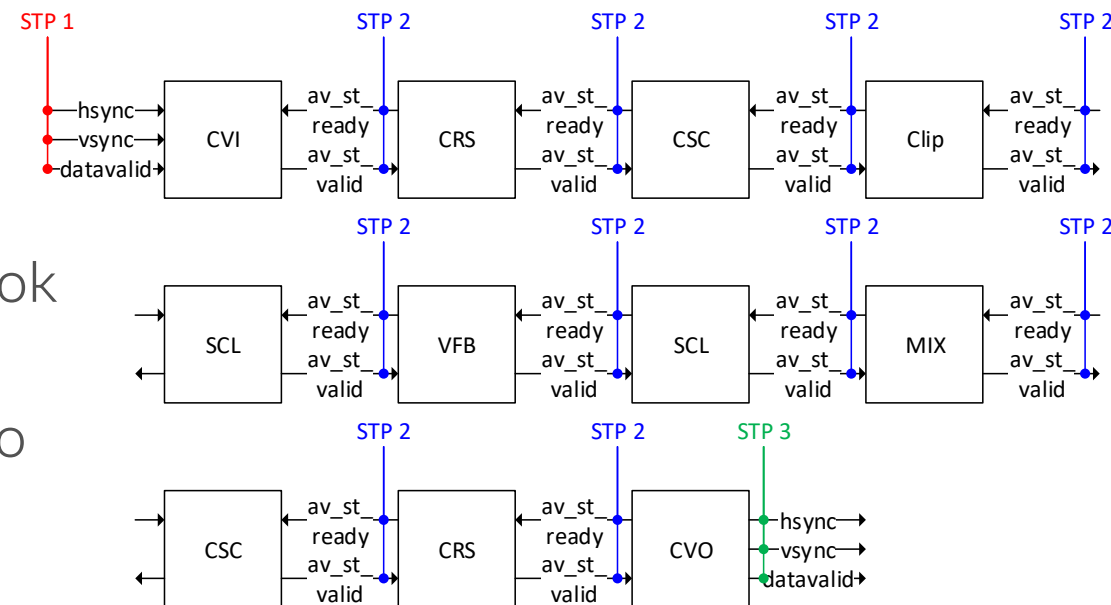 STP 1
STP 2
STP 2
STP 2
STP 2
hsync
vsync
datavalid
CVI
av_st_
ready
av_st_
valid
CRS
av_st_
ready
av_st_
valid
CSC
av_st_
ready
av_st_
valid
Clip
av_st_
ready
av_st_
valid
STP 2
STP 2
STP 2
STP 2
ok
SCL
av_st_
ready
av_st_
valid
VFB
av_st_
ready
av_st_
valid
SCL
av_st_
ready
av_st_
valid
MIX
av_st_
ready
av_st_
valid
o
STP 2
STP 2
STP 3
CSC
av_st_
ready
av_st_
valid
CRS
av_st_
ready
av_st_
valid
CVO
hsync
vsync
datavalid